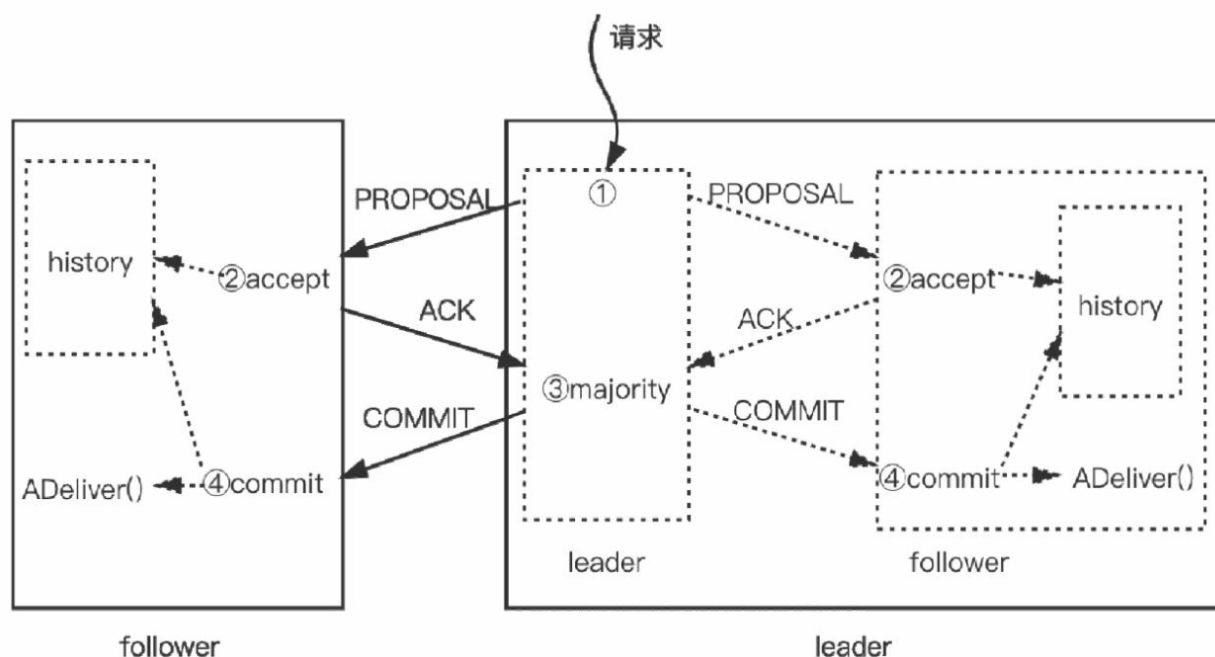 请求
①
PROPOSAL
PROPOSAL
history
②accept
②accept
history
ACK
ACK
③majority
COMMIT
COMMIT
ADeliver()
④commit
④commit
ADeliver()
leader
follower
follower
leader